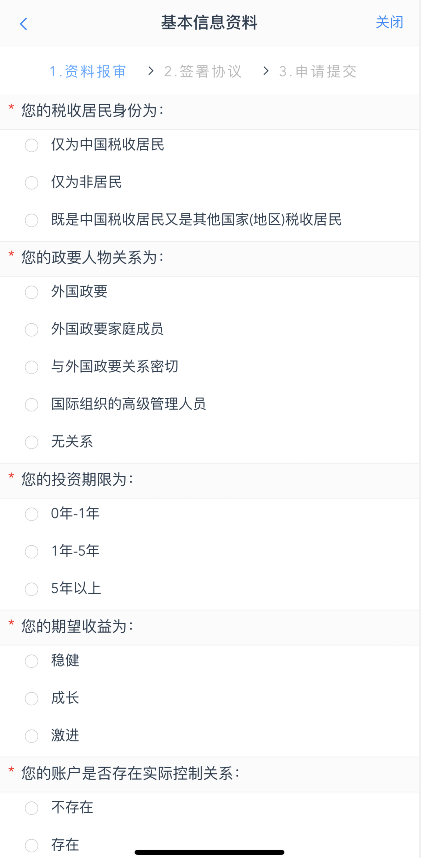 基本信息资料
关闭
1.资料报审 > 2.签署协议 > 3.申请提交
* 您的税收居民身份为:
仅为中国税收居民
仅为非居民
既是中国税收居民又是其他国家(地区)税收居民
* 您的政要人物关系为:
外国政要
外国政要家庭成员
与外国政要关系密切
国际组织的高级管理人员
无关系
* 您的投资期限为:
0年-1年
1年-5年
5年以上
* 您的期望收益为:
稳健
成长
激进
* 您的账户是否存在实际控制关系:
不存在
存在